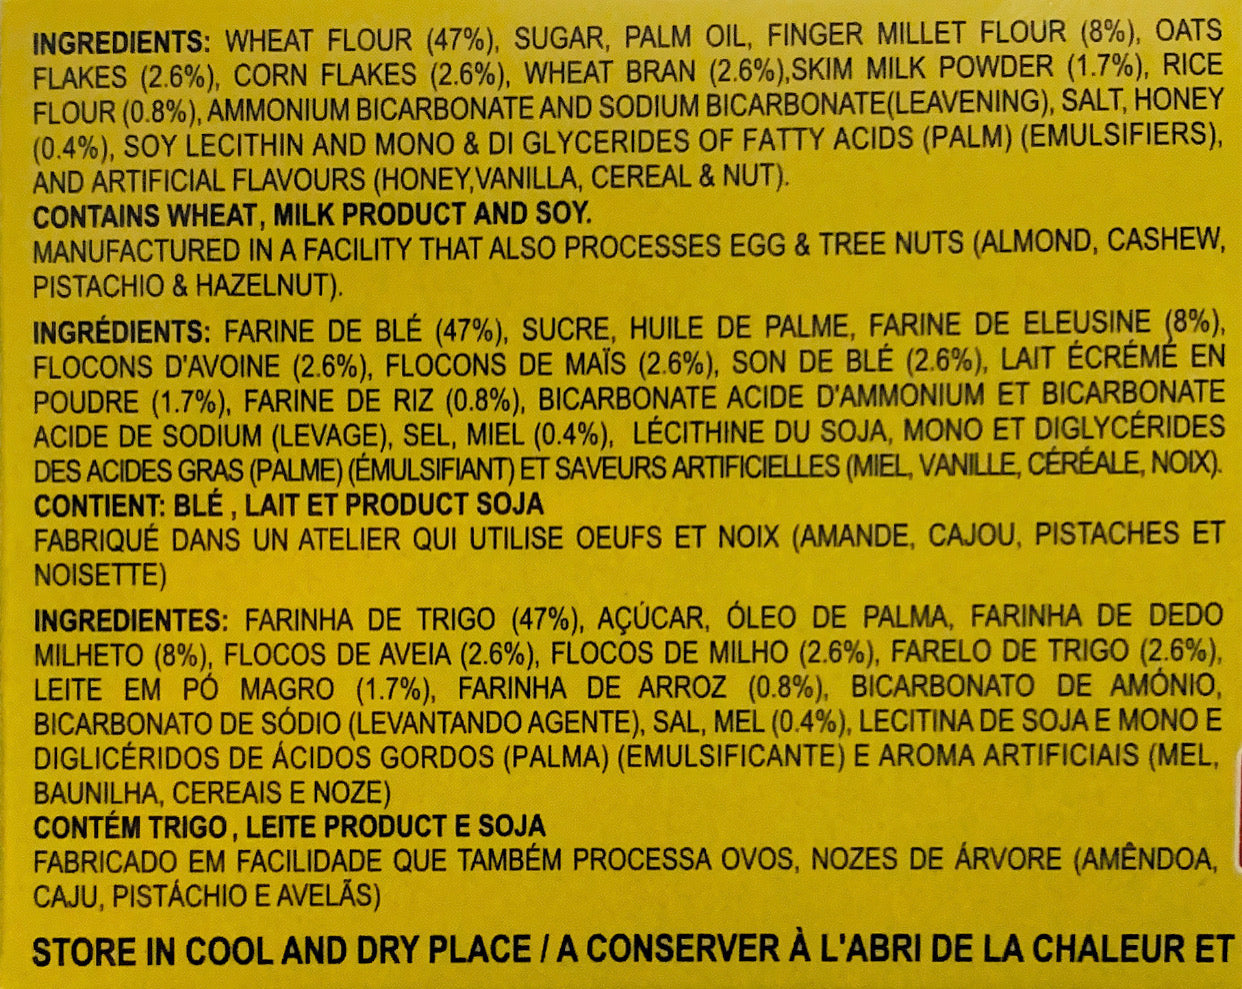 INGREDIENTS: WHEAT FLOUR (47%), SUGAR, PALM OIL, FINGER MILLET FLOUR (8%), OATS
FLAKES (2.6%), CORN FLAKES (2.6%), WHEAT BRAN (2.6%),SKIM MILK POWDER (1.7%), RICE
FLOUR (0.8%), AMMONIUM BICARBONATE AND SODIUM BICARBONATE(LEAVENING), SALT, HONEY
(0.4%), SOY LECITHIN AND MONO & DI GLYCERIDES OF FATTY ACIDS (PALM) (EMULSIFIERS),
AND ARTIFICIAL FLAVOURS (HONEY,VANILLA, CEREAL & NUT).
CONTAINS WHEAT, MILK PRODUCT AND SOY.
MANUFACTURED IN A FACILITY THAT ALSO PROCESSES EGG & TREE NUTS (ALMOND, CASHEW,
PISTACHIO & HAZELNUT).
INGRÉDIENTS: FARINE DE BLÉ (47%), SUCRE, HUILE DE PALME, FARINE DE ELEUSINE (8%),
FLOCONS D'AVOINE (2.6%), FLOCONS DE MAÏS (2.6%), SON DE BLÉ (2.6%), LAIT ÉCRÉMÉ EN
POUDRE (1.7%), FARINE DE RIZ (0.8%), BICARBONATE ACIDE D'AMMONIUM ET BICARBONATE
ACIDE DE SODIUM (LEVAGE), SEL, MIEL (0.4%), LÉCITHINE DU SOJA, MONO ET DIGLYCÉRIDES
DES ACIDES GRAS (PALME) (ÉMULSIFIANT) ET SAVEURS ARTIFICIELLES (MIEL, VANILLE, CÉRÉALE, NOIX).
CONTIENT: BLÉ , LAIT ET PRODUCT SOJA
FABRIQUÉ DANS UN ATELIER QUI UTILISE OEUFS ET NOIX (AMANDE, CAJOU, PISTACHES ET
NOISETTE)
INGREDIENTES: FARINHA DE TRIGO (47%), AÇÚCAR, ÓLEO DE PALMA, FARINHA DE DEDO
MILHETO (8%), FLOCOS DE AVEIA (2.6%), FLOCOS DE MILHO (2.6%), FARELO DE TRIGO (2.6%),
LEITE EM PÓ MAGRO (1.7%), FARINHA DE ARROZ (0.8%), BICARBONATO DE AMÓNIO,
BICARBONATO DE SÓDIO (LEVANTANDO AGENTE), SAL, MEL (0.4%), LECITINA DE SOJA E MONO E
DIGLICÉRIDOS DE ÁCIDOS GORDOS (PALMA) (EMULSIFICANTE) E AROMA ARTIFICIAIS (MEL,
BAUNILHA, CEREAIS E NOZE)
CONTÉM TRIGO , LEITE PRODUCT E SOJA
FABRICADO EM FACILIDADE QUE TAMBÉM PROCESSA OVOS, NOZES DE ÁRVORE (AMÊNDOA,
CAJU, PISTÁCHIO E AVELÃS)
STORE IN COOL AND DRY PLACE / A CONSERVER À L'ABRI DE LA CHALEUR ET